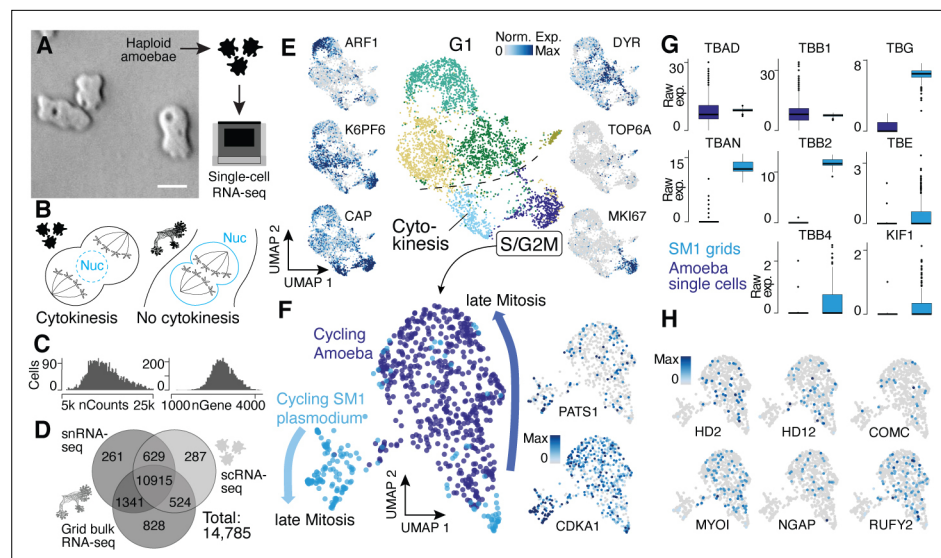 A
Haploid
amoebae
Single-cell
RNA-seq
B
Nuc
Nuc
Cytokinesis
No cytokinesis
C
Cells
90
0
5k nCounts 25k
200
0
1000 nGene 4000
D
snRNA-
seq
261
629
287
10915
scRNA-
seq
1341
524
Grid bulk
RNA-seq
828
Total:
14,785
E
ARF1
K6PF6
CAP
UMAP 2
UMAP 1
G1
Norm. Exp.
0 Max
Cyto-
kinesis
S/G2M
DYR
TOP6A
MKI67
F
Cycling
Amoeba
late Mitosis
Cycling SM1
plasmodium
late Mitosis
UMAP 2
UMAP 1
PATS1
Max
0
CDKA1
G
TBAD
TBB1
TBG
Raw
exp.
30
0
30
0
8
0
TBAN
TBB2
TBE
15
0
10
0
3
0
SM1 grids
Amoeba
single cells
TBB4
KIF1
Raw
exp.
2
0
2
0
H
Max
0
HD2
HD12
COMC
MYOI
NGAP
RUFY2